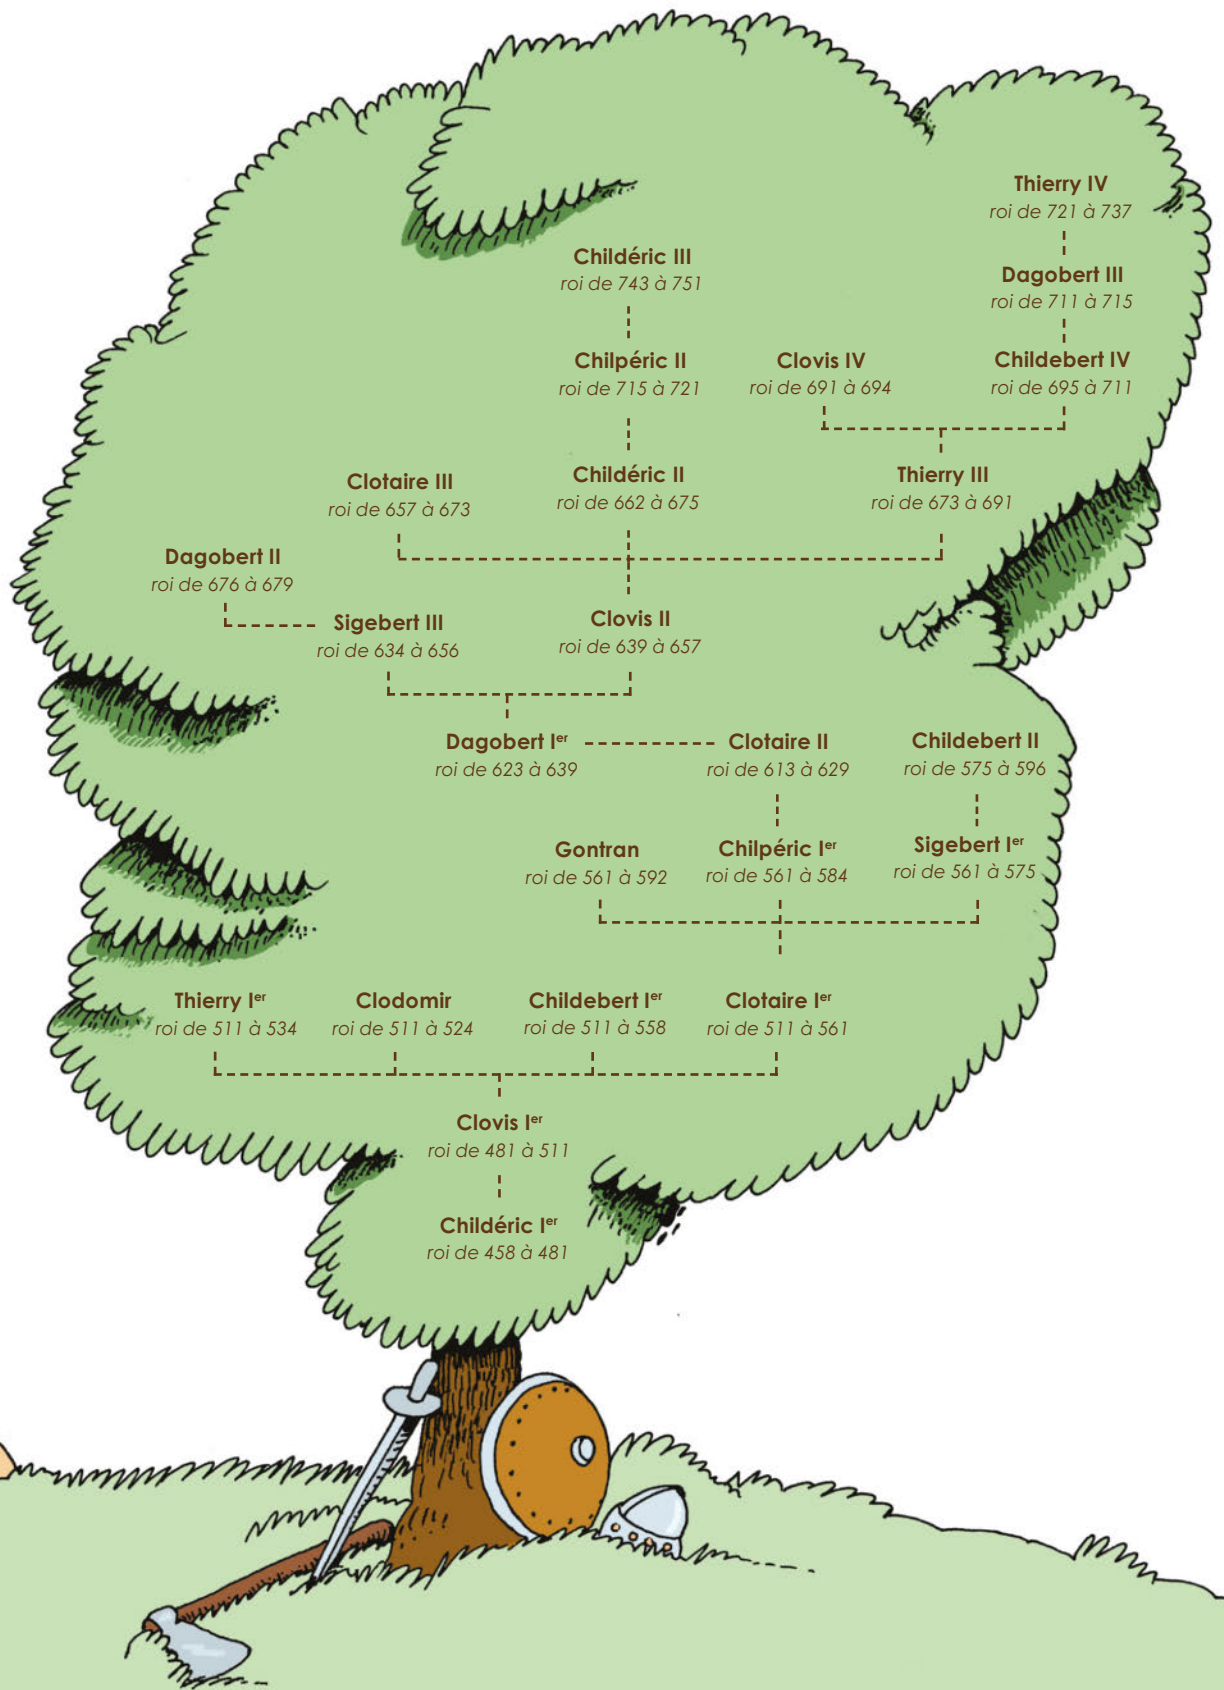 Thierry IV
roi de 721 à 737
Childéric III
roi de 743 à 751
Dagobert III
roi de 711 à 715
Chilpéric II
roi de 715 à 721
Clovis IV
roi de 691 à 694
Childebert IV
roi de 695 à 711
Clotaire III
roi de 657 à 673
Childéric II
roi de 662 à 675
Thierry III
roi de 673 à 691
Dagobert II
roi de 676 à 679
Sigebert III
roi de 634 à 656
Clovis II
roi de 639 à 657
Dagobert Ier
roi de 623 à 639
Clotaire II
roi de 613 à 629
Childebert II
roi de 575 à 596
Gontran
roi de 561 à 592
Chilpéric Ier
roi de 561 à 584
Sigebert Ier
roi de 561 à 575
Thierry Ier
roi de 511 à 534
Clodomir
roi de 511 à 524
Childebert Ier
roi de 511 à 558
Clotaire Ier
roi de 511 à 561
Clovis Ier
roi de 481 à 511
Childéric Ier
roi de 458 à 481